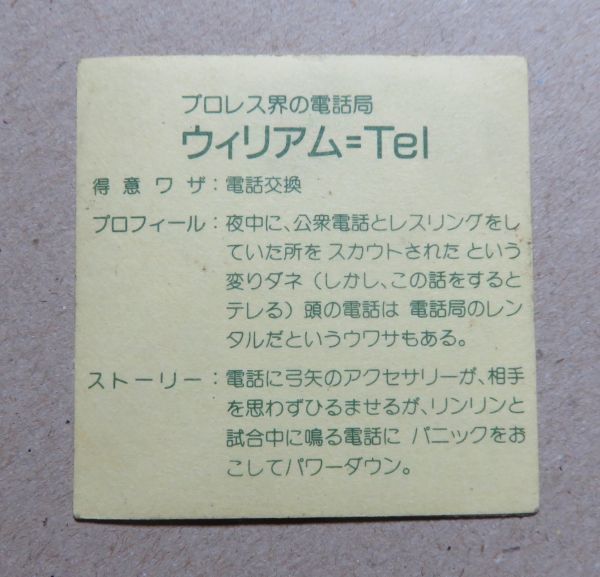 プロレス界の電話局
ウィリアム=Tel
得意ワザ：電話交換
プロフィール：夜中に、公衆電話とレスリングをし
ていた所を スカウトされた という
変りダネ（しかし、この話をすると
テレる）頭の電話は 電話局のレン
タルだというウワサもある。
ストーリー：電話に弓矢のアクセサリーが、相手
を思わずひるませるが、リンリンと
試合中に鳴る電話に パニックをお
こしてパワーダウン。